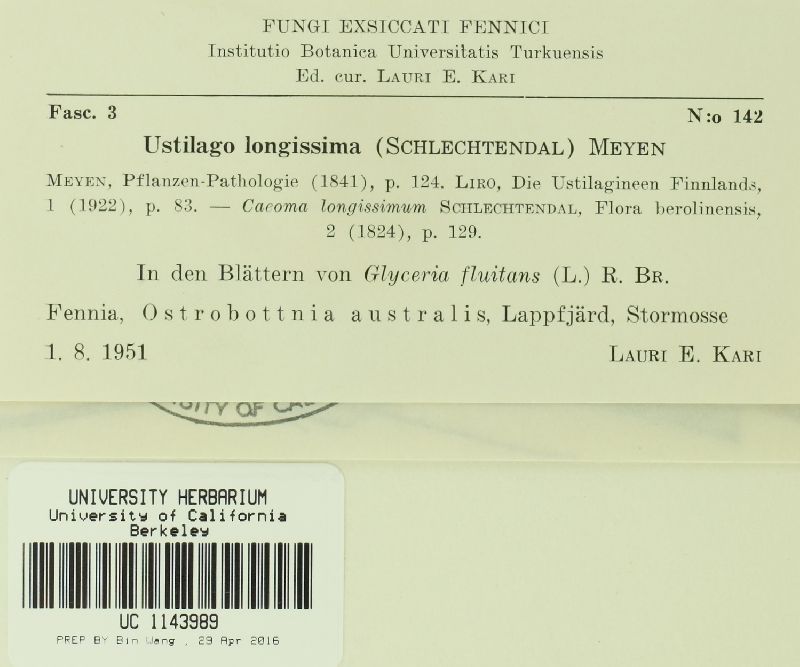 FUNGI EXSICCATI FENNICI
Institutio Botanica Universitatis Turkuensis
Ed. cur. LAURI E. KARI
Fasc. 3 N:o 142
Ustilago longissima (SCHLECHTENDAL) MEYEN
MEYEN, Pflanzen-Pathologie (1841), p. 124. LIRO, Die Ustilagineen Finnlands,
1 (1922), p. 83. — Caeoma longissimum SCHLECHTENDAL, Flora berolinensis,
2 (1824), p. 129.
In den Blättern von Glyceria fluitans (L.) R. BR.
Fennia, Ostrobottnia australis, Lappfjärd, Stormosse
1. 8. 1951 LAURI E. KARI
OF
UNIVERSITY HERBARIUM
University of California
Berkeley
UC 1143989
PREP BY Bin Wang , 29 Apr 2016